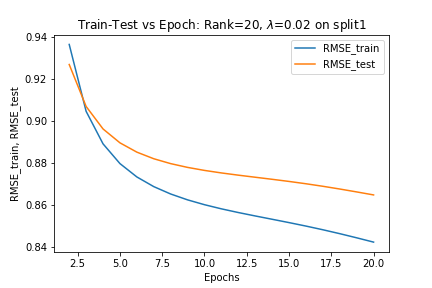 Train-Test vs Epoch: Rank=20, λ=0.02 on split1
0.94
0.92
0.90
0.88
0.86
0.84
RMSE_train, RMSE_test
RMSE_train
RMSE_test
2.5 5.0 7.5 10.0 12.5 15.0 17.5 20.0
Epochs